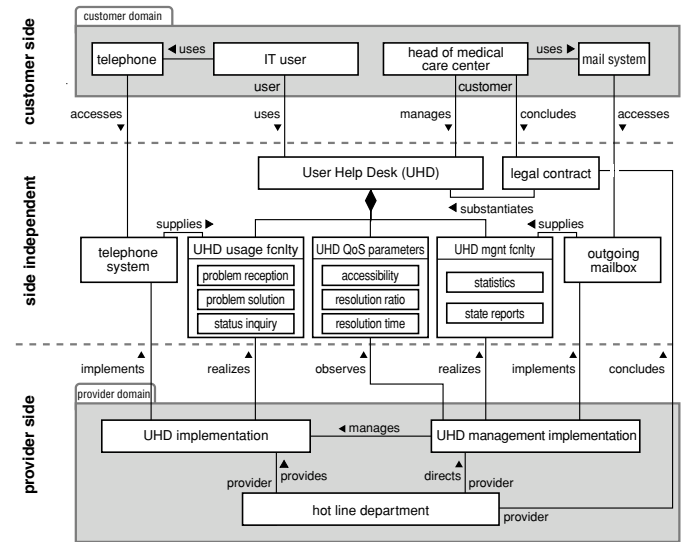 customer domain
customer side
telephone
◀ uses
IT user
head of medical
care center
uses ▶
mail system
user
customer
accesses
uses
manages
concludes
accesses
side independent
User Help Desk (UHD)
legal contract
◀ substantiates
supplies ▶
◀ supplies
telephone
system
UHD usage fcnlty
problem reception
problem solution
status inquiry
UHD QoS parameters
accessibility
resolution ratio
resolution time
UHD mgnt fcnlty
statistics
state reports
outgoing
mailbox
implements
realizes
observes
realizes
implements
concludes
provider side
provider domain
UHD implementation
◀ manages
UHD management implementation
provider
provides
directs
provider
hot line department
provider